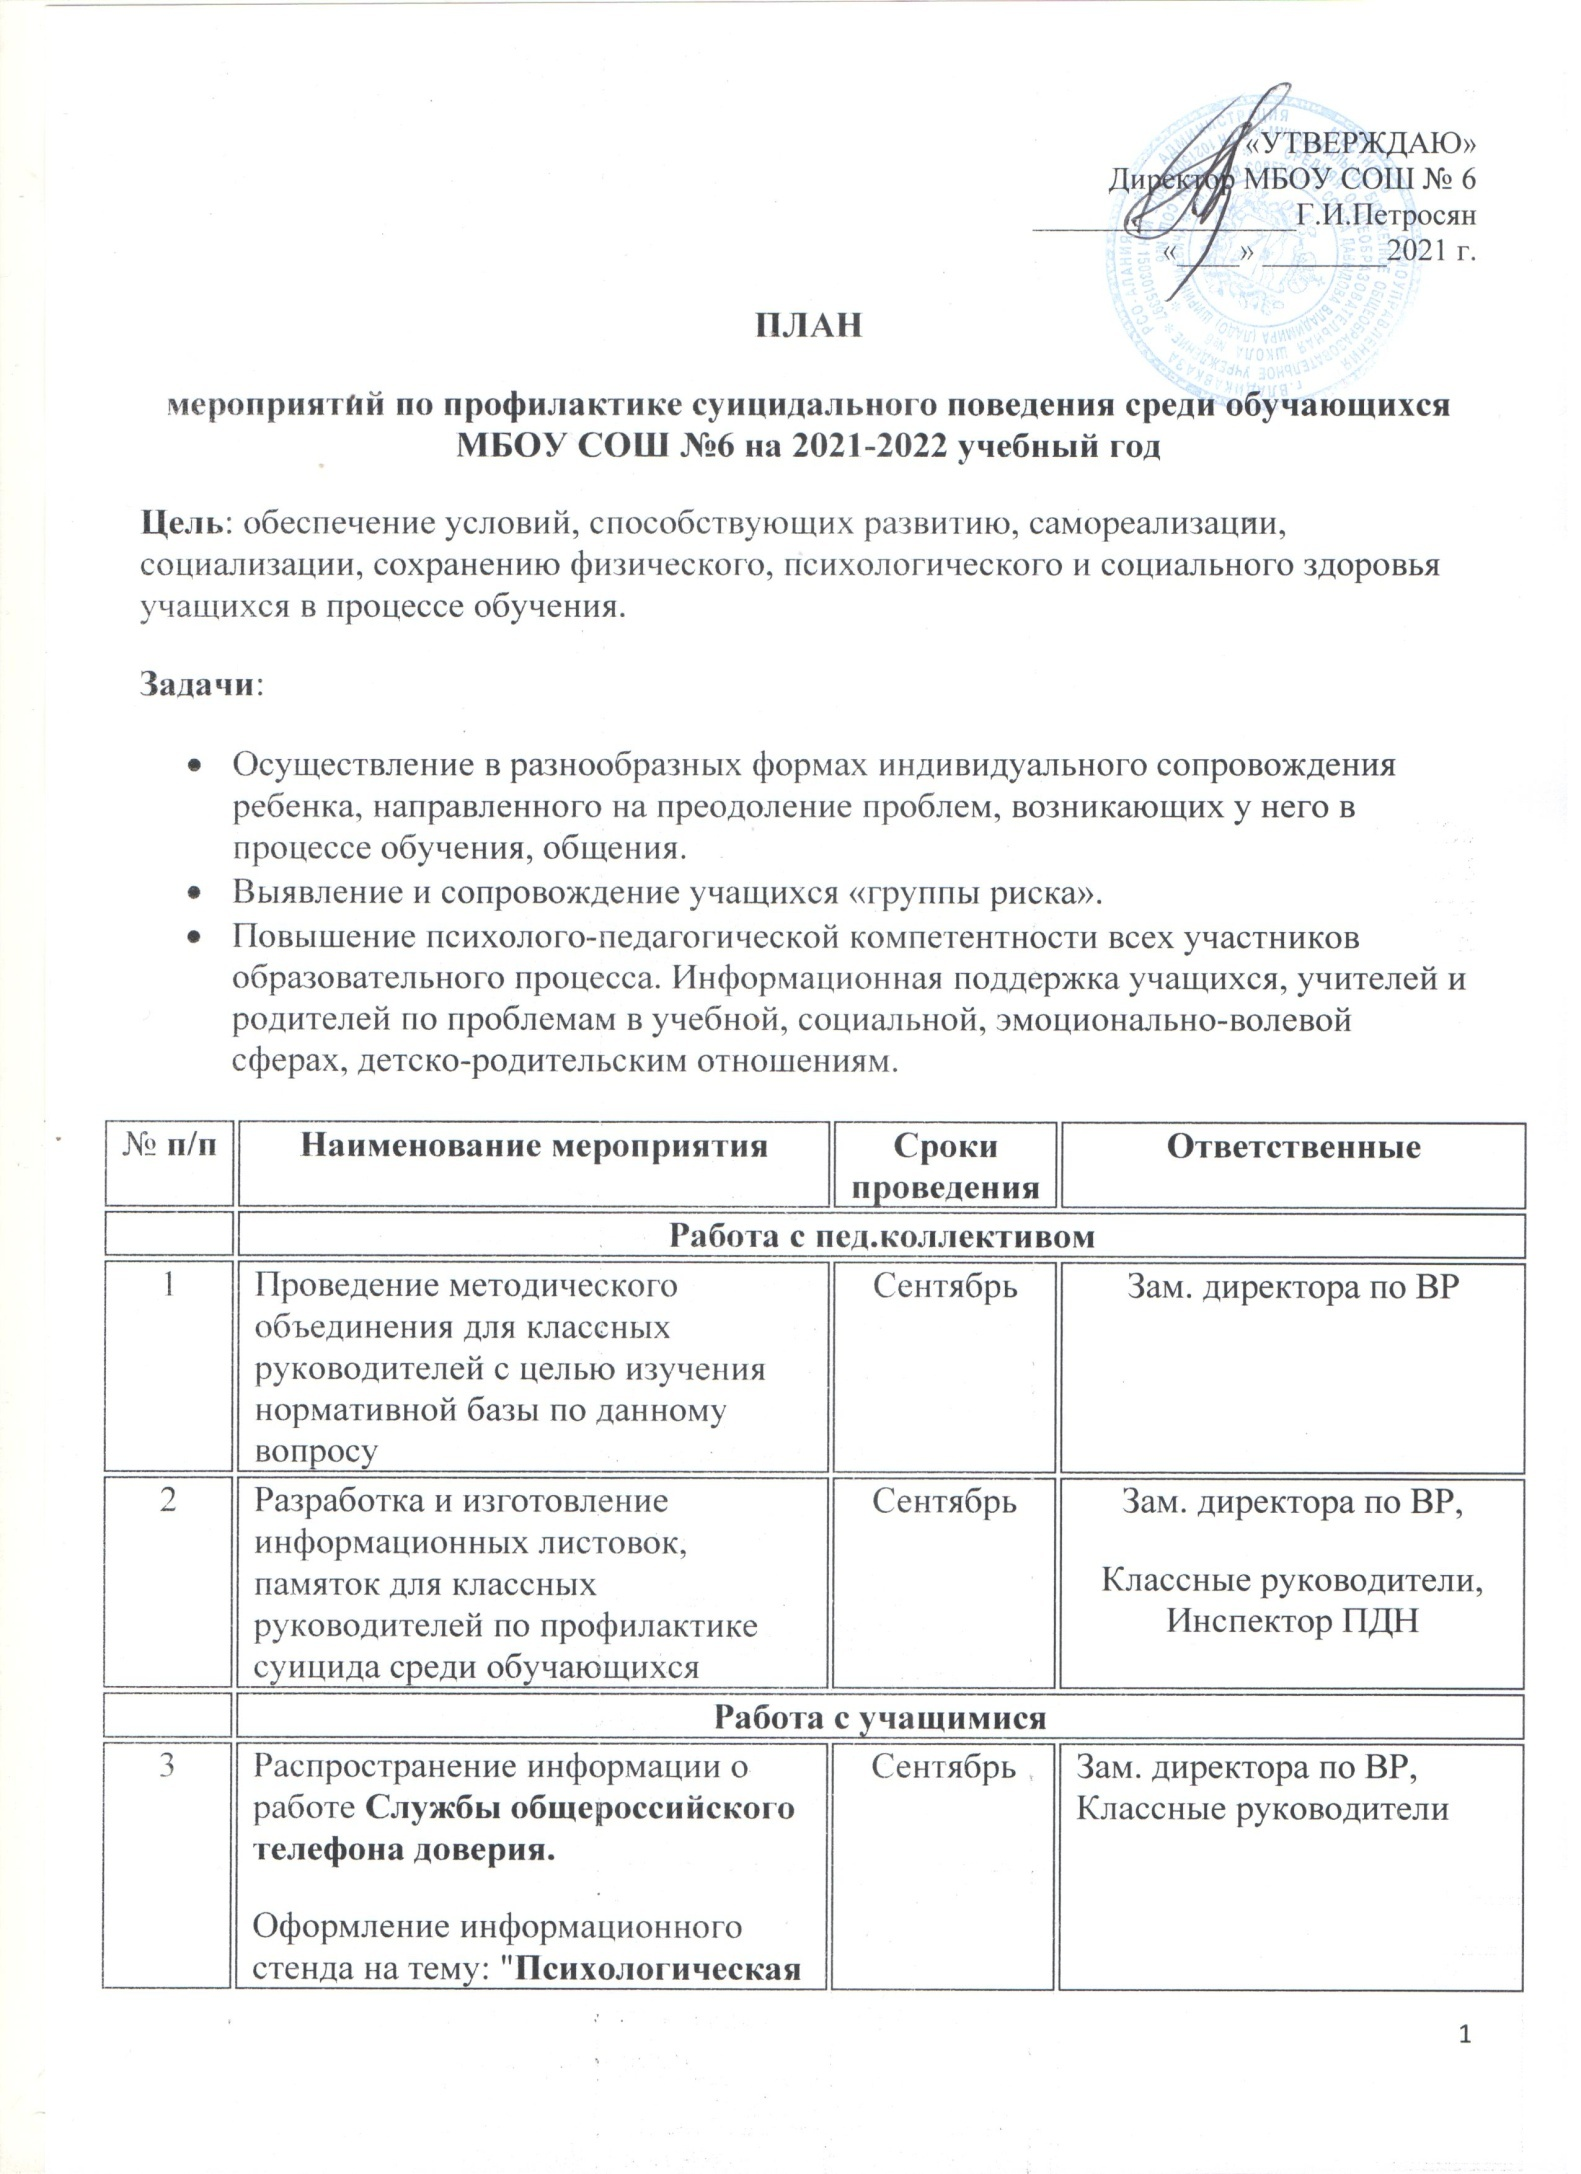 «УТВЕРЖДАЮ»
Директор МБОУ СОШ № 6
_________________Г.И.Петросян
«____» ________2021 г.
ПЛАН
мероприятий по профилактике суицидального поведения среди обучающихся
МБОУ СОШ №6 на 2021-2022 учебный год
Цель: обеспечение условий, способствующих развитию, самореализации,
социализации, сохранению физического, психологического и социального здоровья
учащихся в процессе обучения.
Задачи:
• Осуществление в разнообразных формах индивидуального сопровождения
ребенка, направленного на преодоление проблем, возникающих у него в
процессе обучения, общения.
• Выявление и сопровождение учащихся «группы риска».
• Повышение психолого-педагогической компетентности всех участников
образовательного процесса. Информационная поддержка учащихся, учителей и
родителей по проблемам в учебной, социальной, эмоционально-волевой
сферах, детско-родительским отношениям.
№ п/п
Наименование мероприятия
Сроки
проведения
Ответственные
Работа с пед.коллективом
1
Проведение методического
объединения для классных
руководителей с целью изучения
нормативной базы по данному
вопросу
Сентябрь
Зам. директора по ВР
2
Разработка и изготовление
информационных листовок,
памяток для классных
руководителей по профилактике
суицида среди обучающихся
Сентябрь
Зам. директора по ВР,
Классные руководители,
Инспектор ПДН
Работа с учащимися
3
Распространение информации о
работе Службы общероссийского
телефона доверия.
Оформление информационного
стенда на тему: "Психологическая
Сентябрь
Зам. директора по ВР,
Классные руководители
1